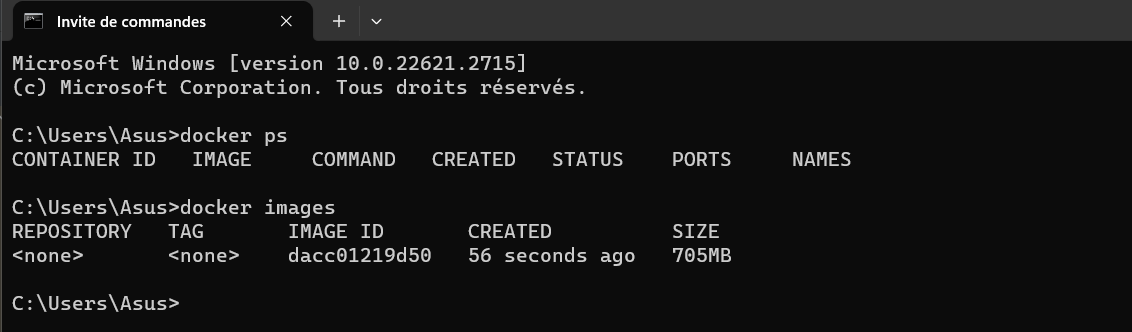 Invite de commandes
Microsoft Windows [version 10.0.22621.2715]
(c) Microsoft Corporation. Tous droits réservés.
C:\Users\Asus>docker ps
CONTAINER ID   IMAGE     COMMAND   CREATED   STATUS    PORTS     NAMES
C:\Users\Asus>docker images
REPOSITORY   TAG       IMAGE ID       CREATED          SIZE
<none>       <none>    dacc01219d50   56 seconds ago   705MB
C:\Users\Asus>